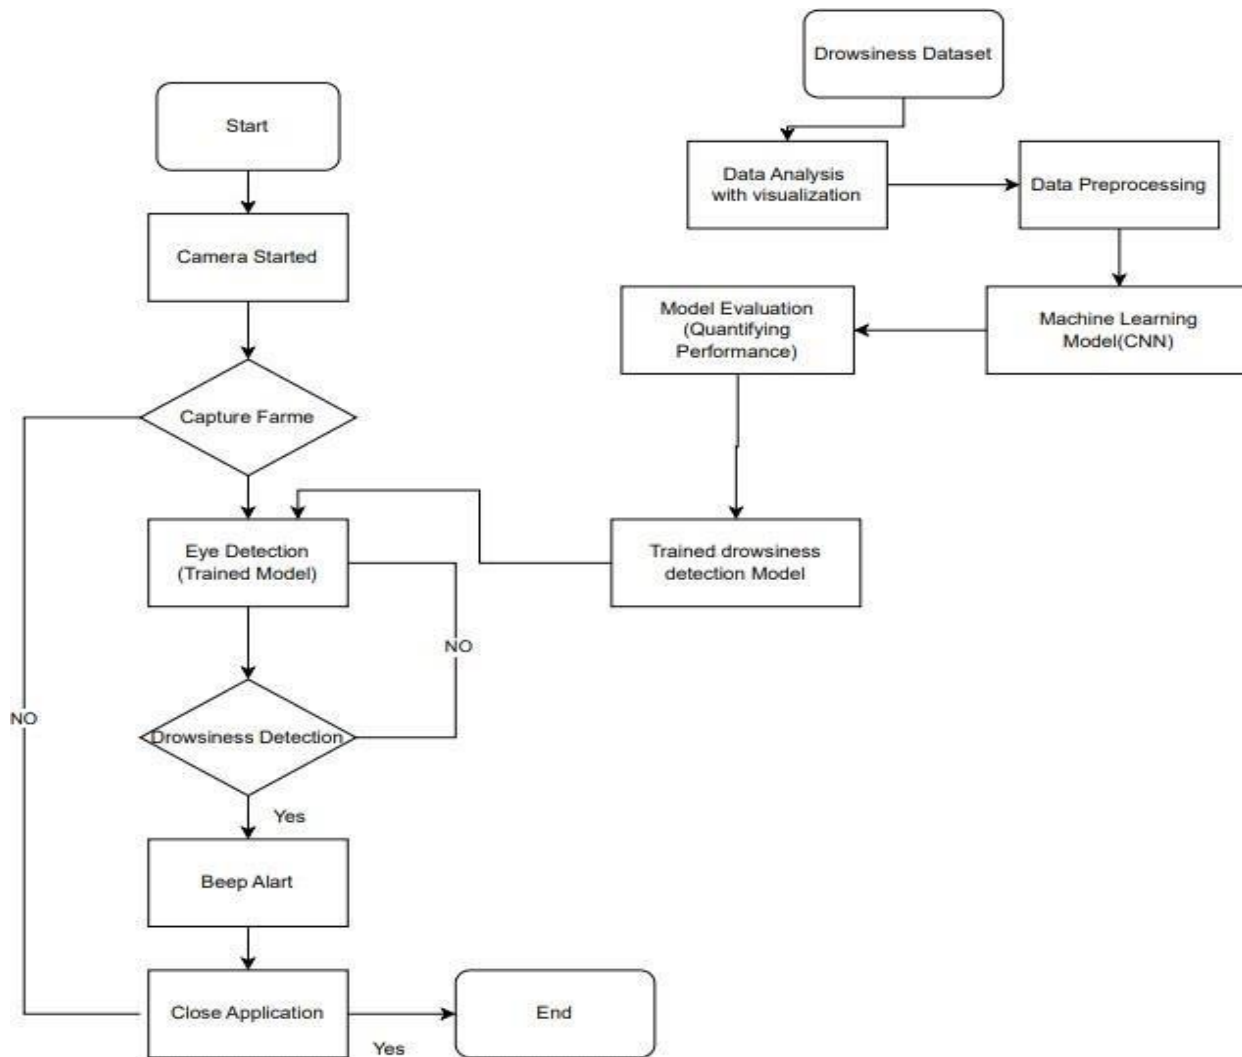 Drowsiness Dataset
Start
Data Analysis
with visualization
Data Preprocessing
Camera Started
Model Evaluation
(Quantifying
Performance)
Machine Learning
Model(CNN)
Capture Farme
Eye Detection
(Trained Model)
Trained drowsiness
detection Model
NO
NO
Drowsiness Detection
Yes
Beep Alart
Close Application
End
Yes